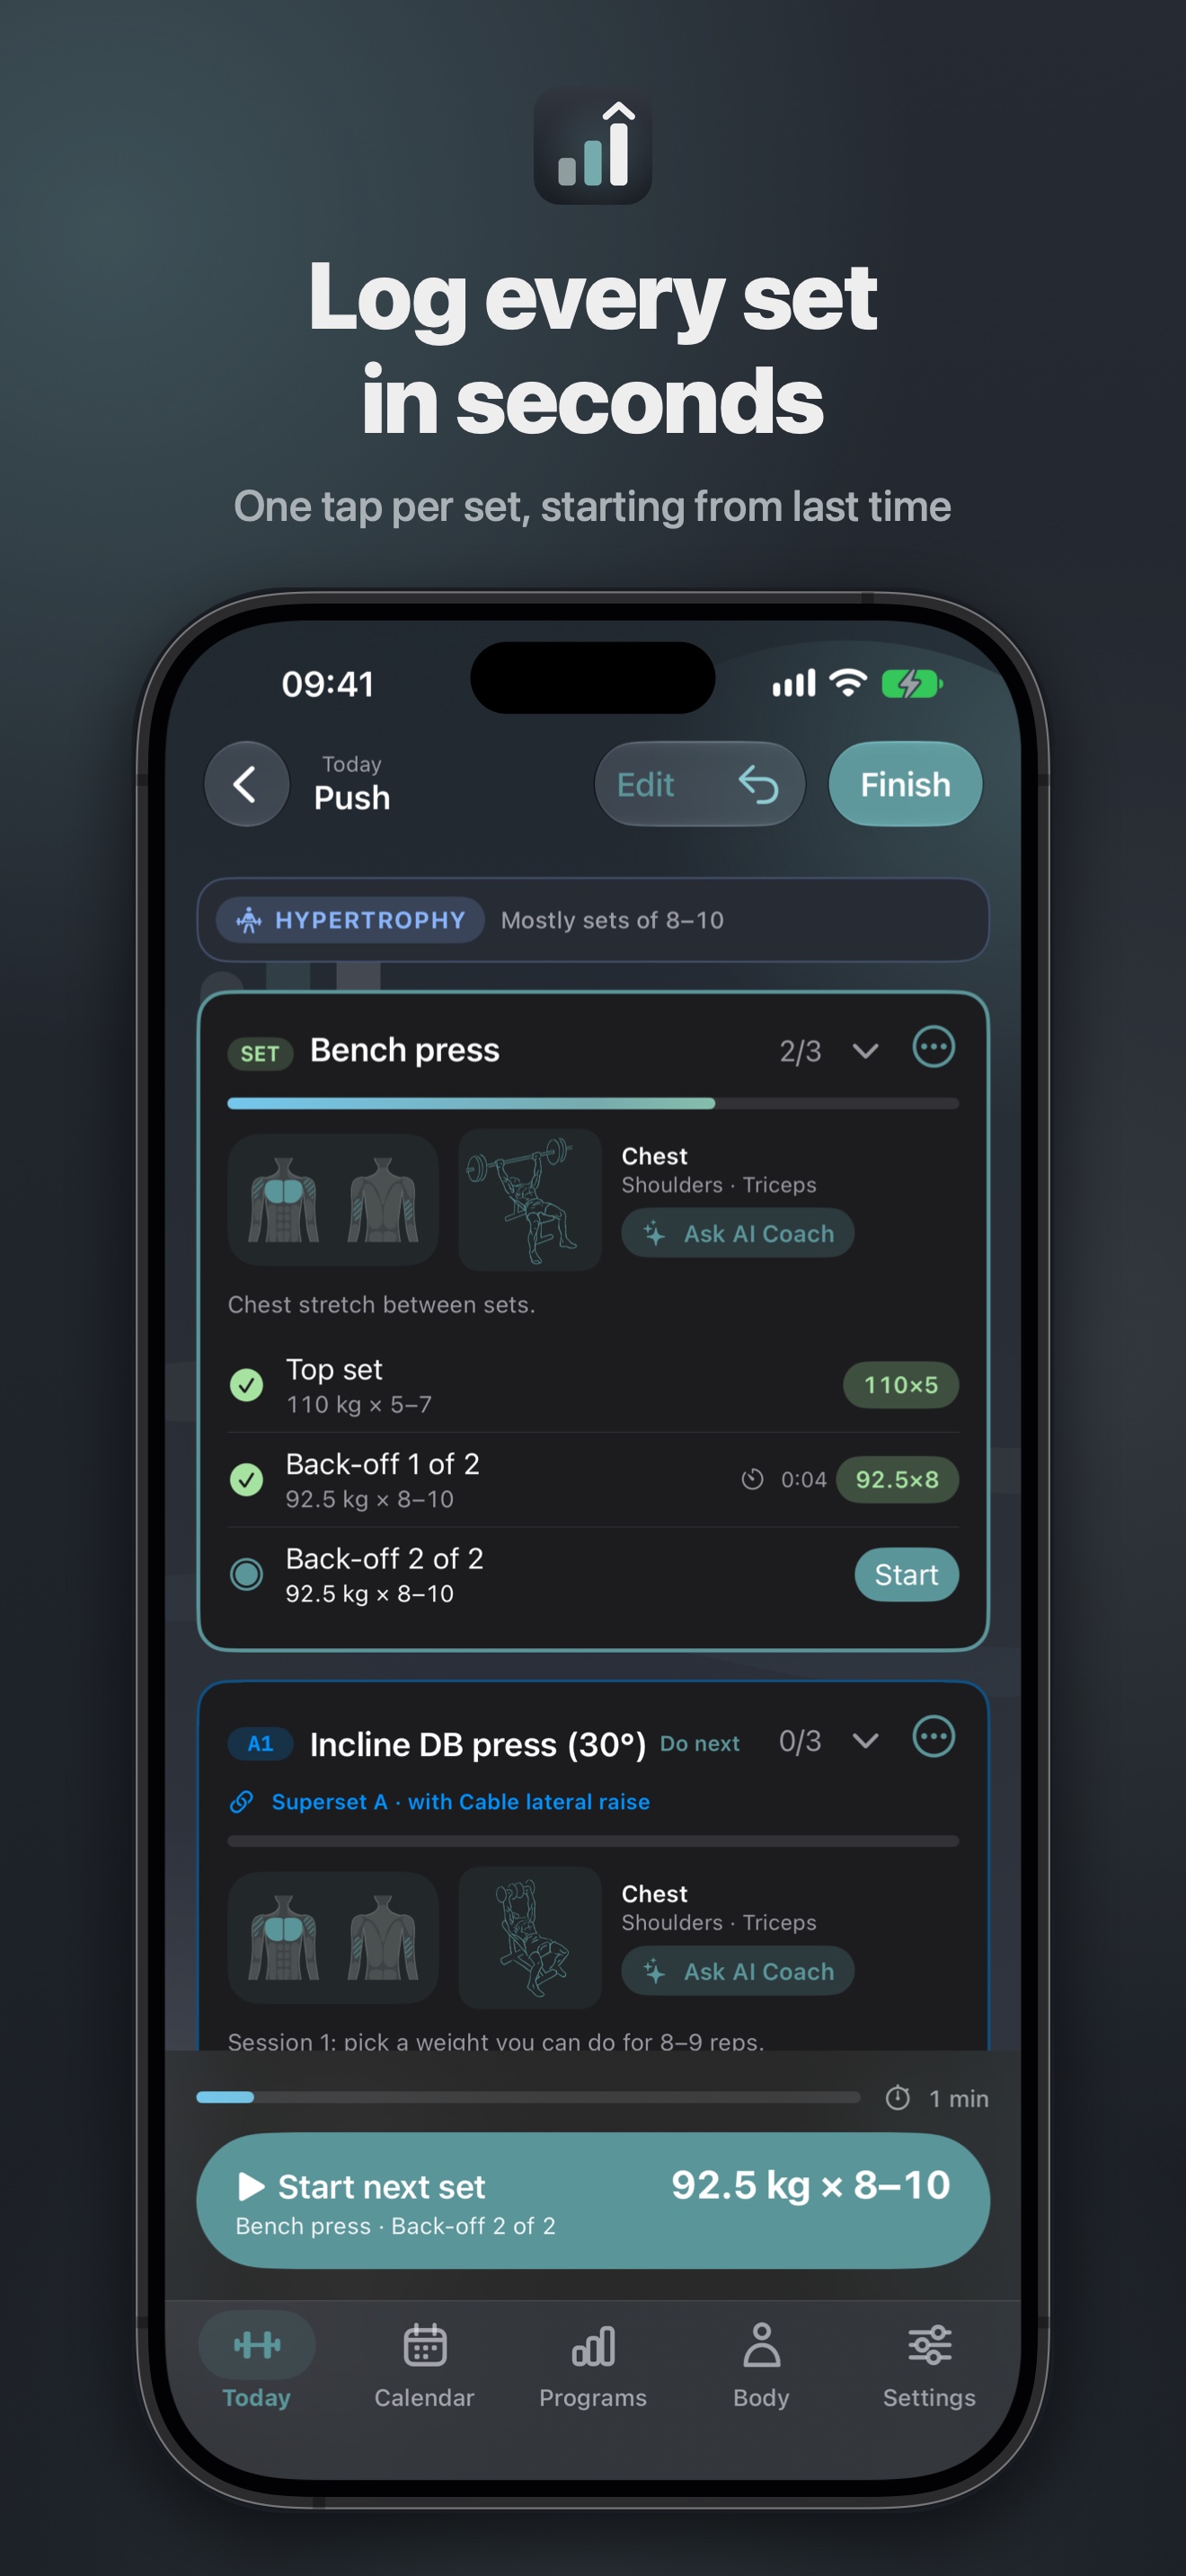 Log every set
in seconds
One tap per set, starting from last time
09:41
Today
Push
Edit
Finish
HYPERTROPHY Mostly sets of 8–10
SET Bench press 2/3
Chest
Shoulders · Triceps
Ask AI Coach
Chest stretch between sets.
Top set
110 kg × 5–7
110×5
Back-off 1 of 2
92.5 kg × 8–10
0:04 92.5×8
Back-off 2 of 2
92.5 kg × 8–10
Start
A1 Incline DB press (30°) Do next 0/3
Superset A · with Cable lateral raise
Chest
Shoulders · Triceps
Ask AI Coach
Session 1: pick a weight you can do for 8–9 reps.
1 min
Start next set 92.5 kg × 8–10
Bench press · Back-off 2 of 2
Today Calendar Programs Body Settings